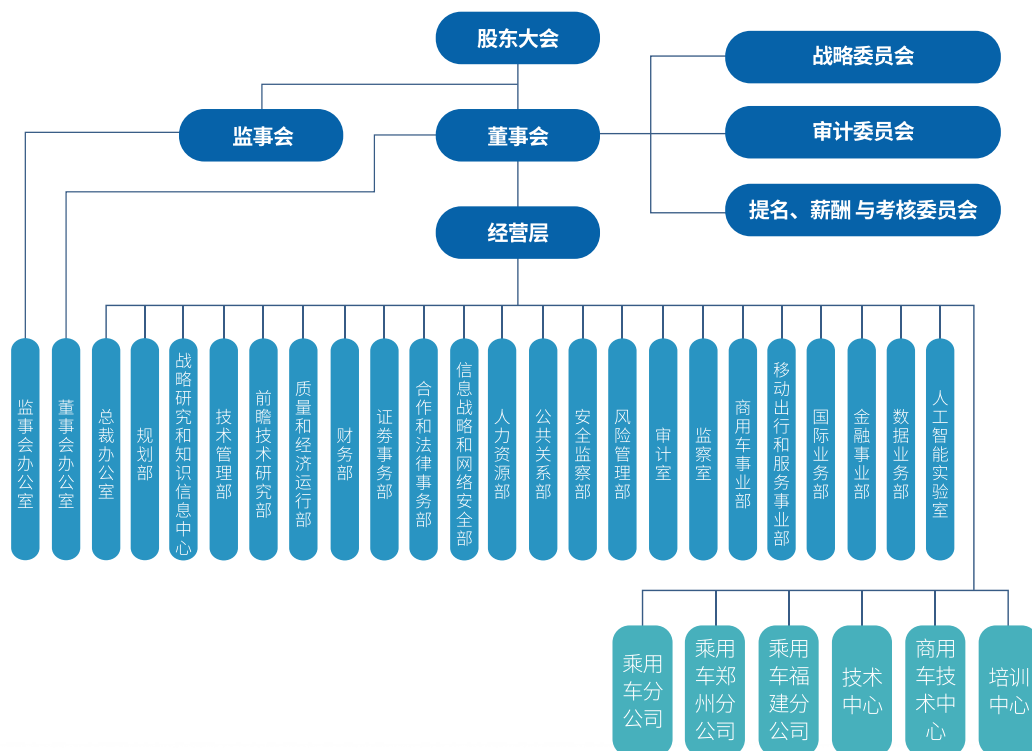 股东大会
战略委员会
监事会
董事会
审计委员会
提名、薪酬与考核委员会
经营层
监事会办公室
董事会办公室
总裁办公室
规划部
战略研究和知识信息中心
技术管理部
前瞻技术研究部
质量和经济运行部
财务部
证券事务部
合作和法律事务部
信息战略和网络安全部
人力资源部
公共关系部
安全监察部
风险管理部
审计室
监察室
商用车事业部
移动出行和服务事业部
国际业务部
金融事业部
数据业务部
人工智能实验室
乘用
车分
公司
乘用
车郑
州分
公司
乘用
车福
建分
公司
技术
中心
商用
车技
术中
心
培训
中心